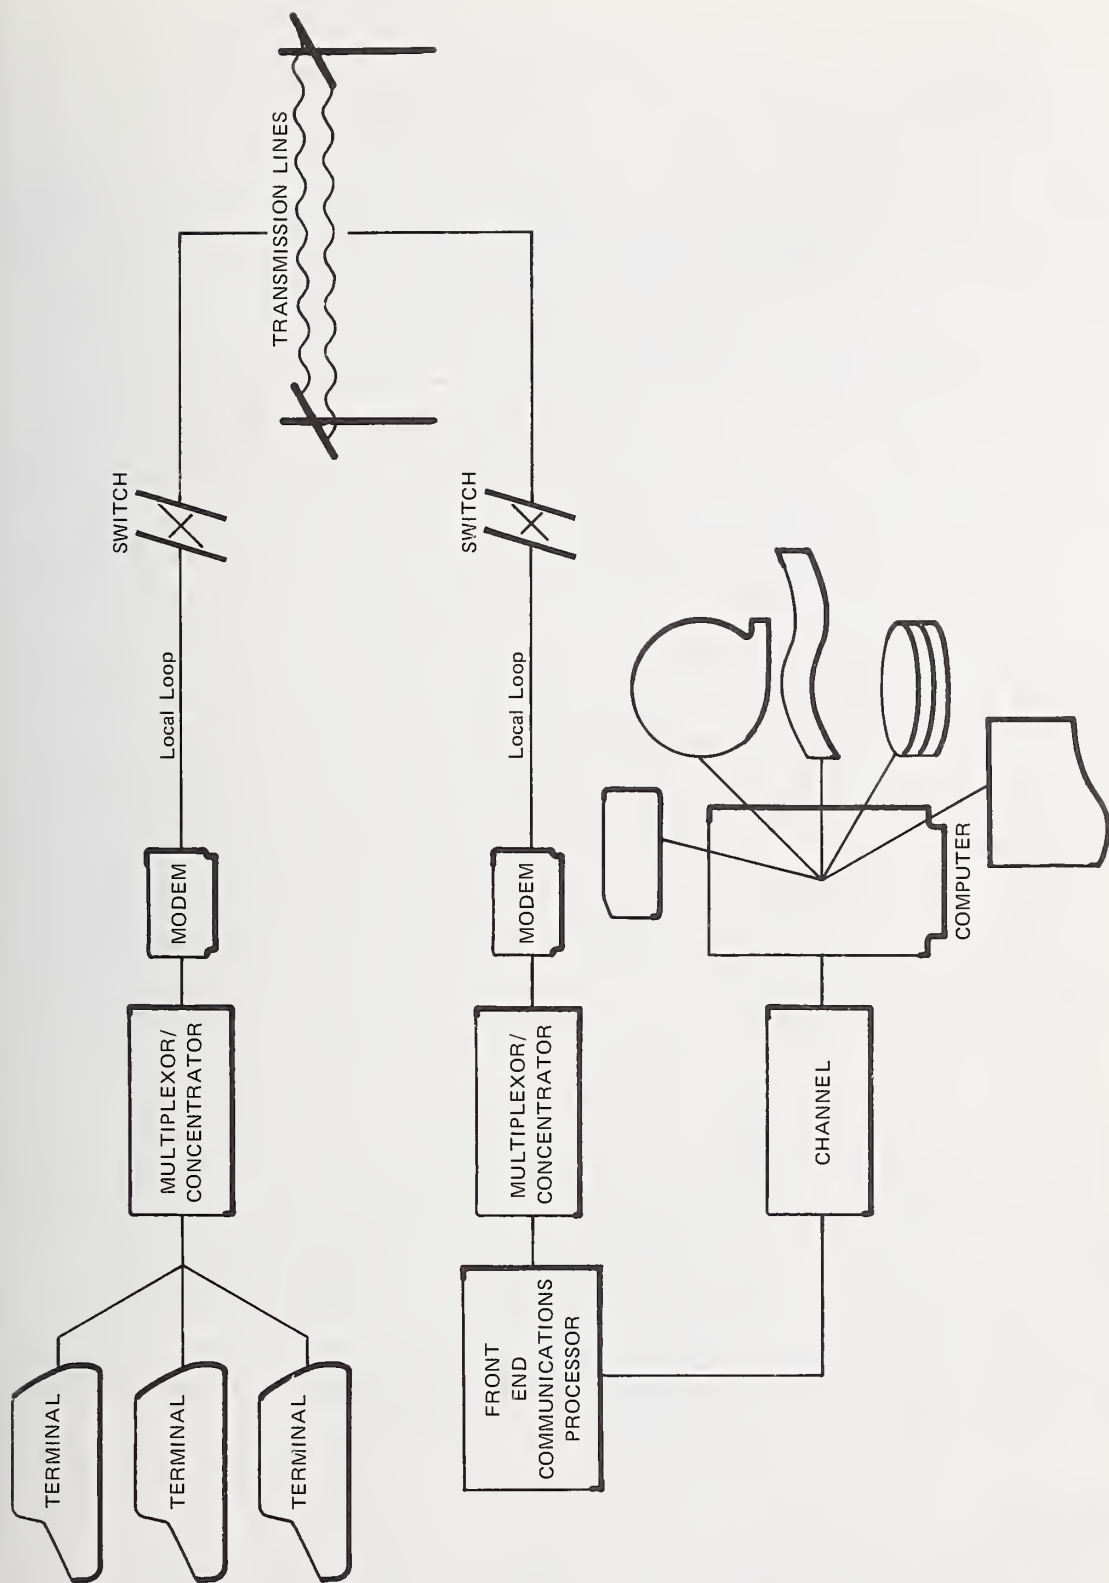 TERMINAL
TERMINAL
TERMINAL
MULTIPLEXOR/
CONCENTRATOR
MODEM
Local Loop
SWITCH
TRANSMISSION LINES
SWITCH
Local Loop
MODEM
MULTIPLEXOR/
CONCENTRATOR
FRONT
END
COMMUNICATIONS
PROCESSOR
CHANNEL
COMPUTER